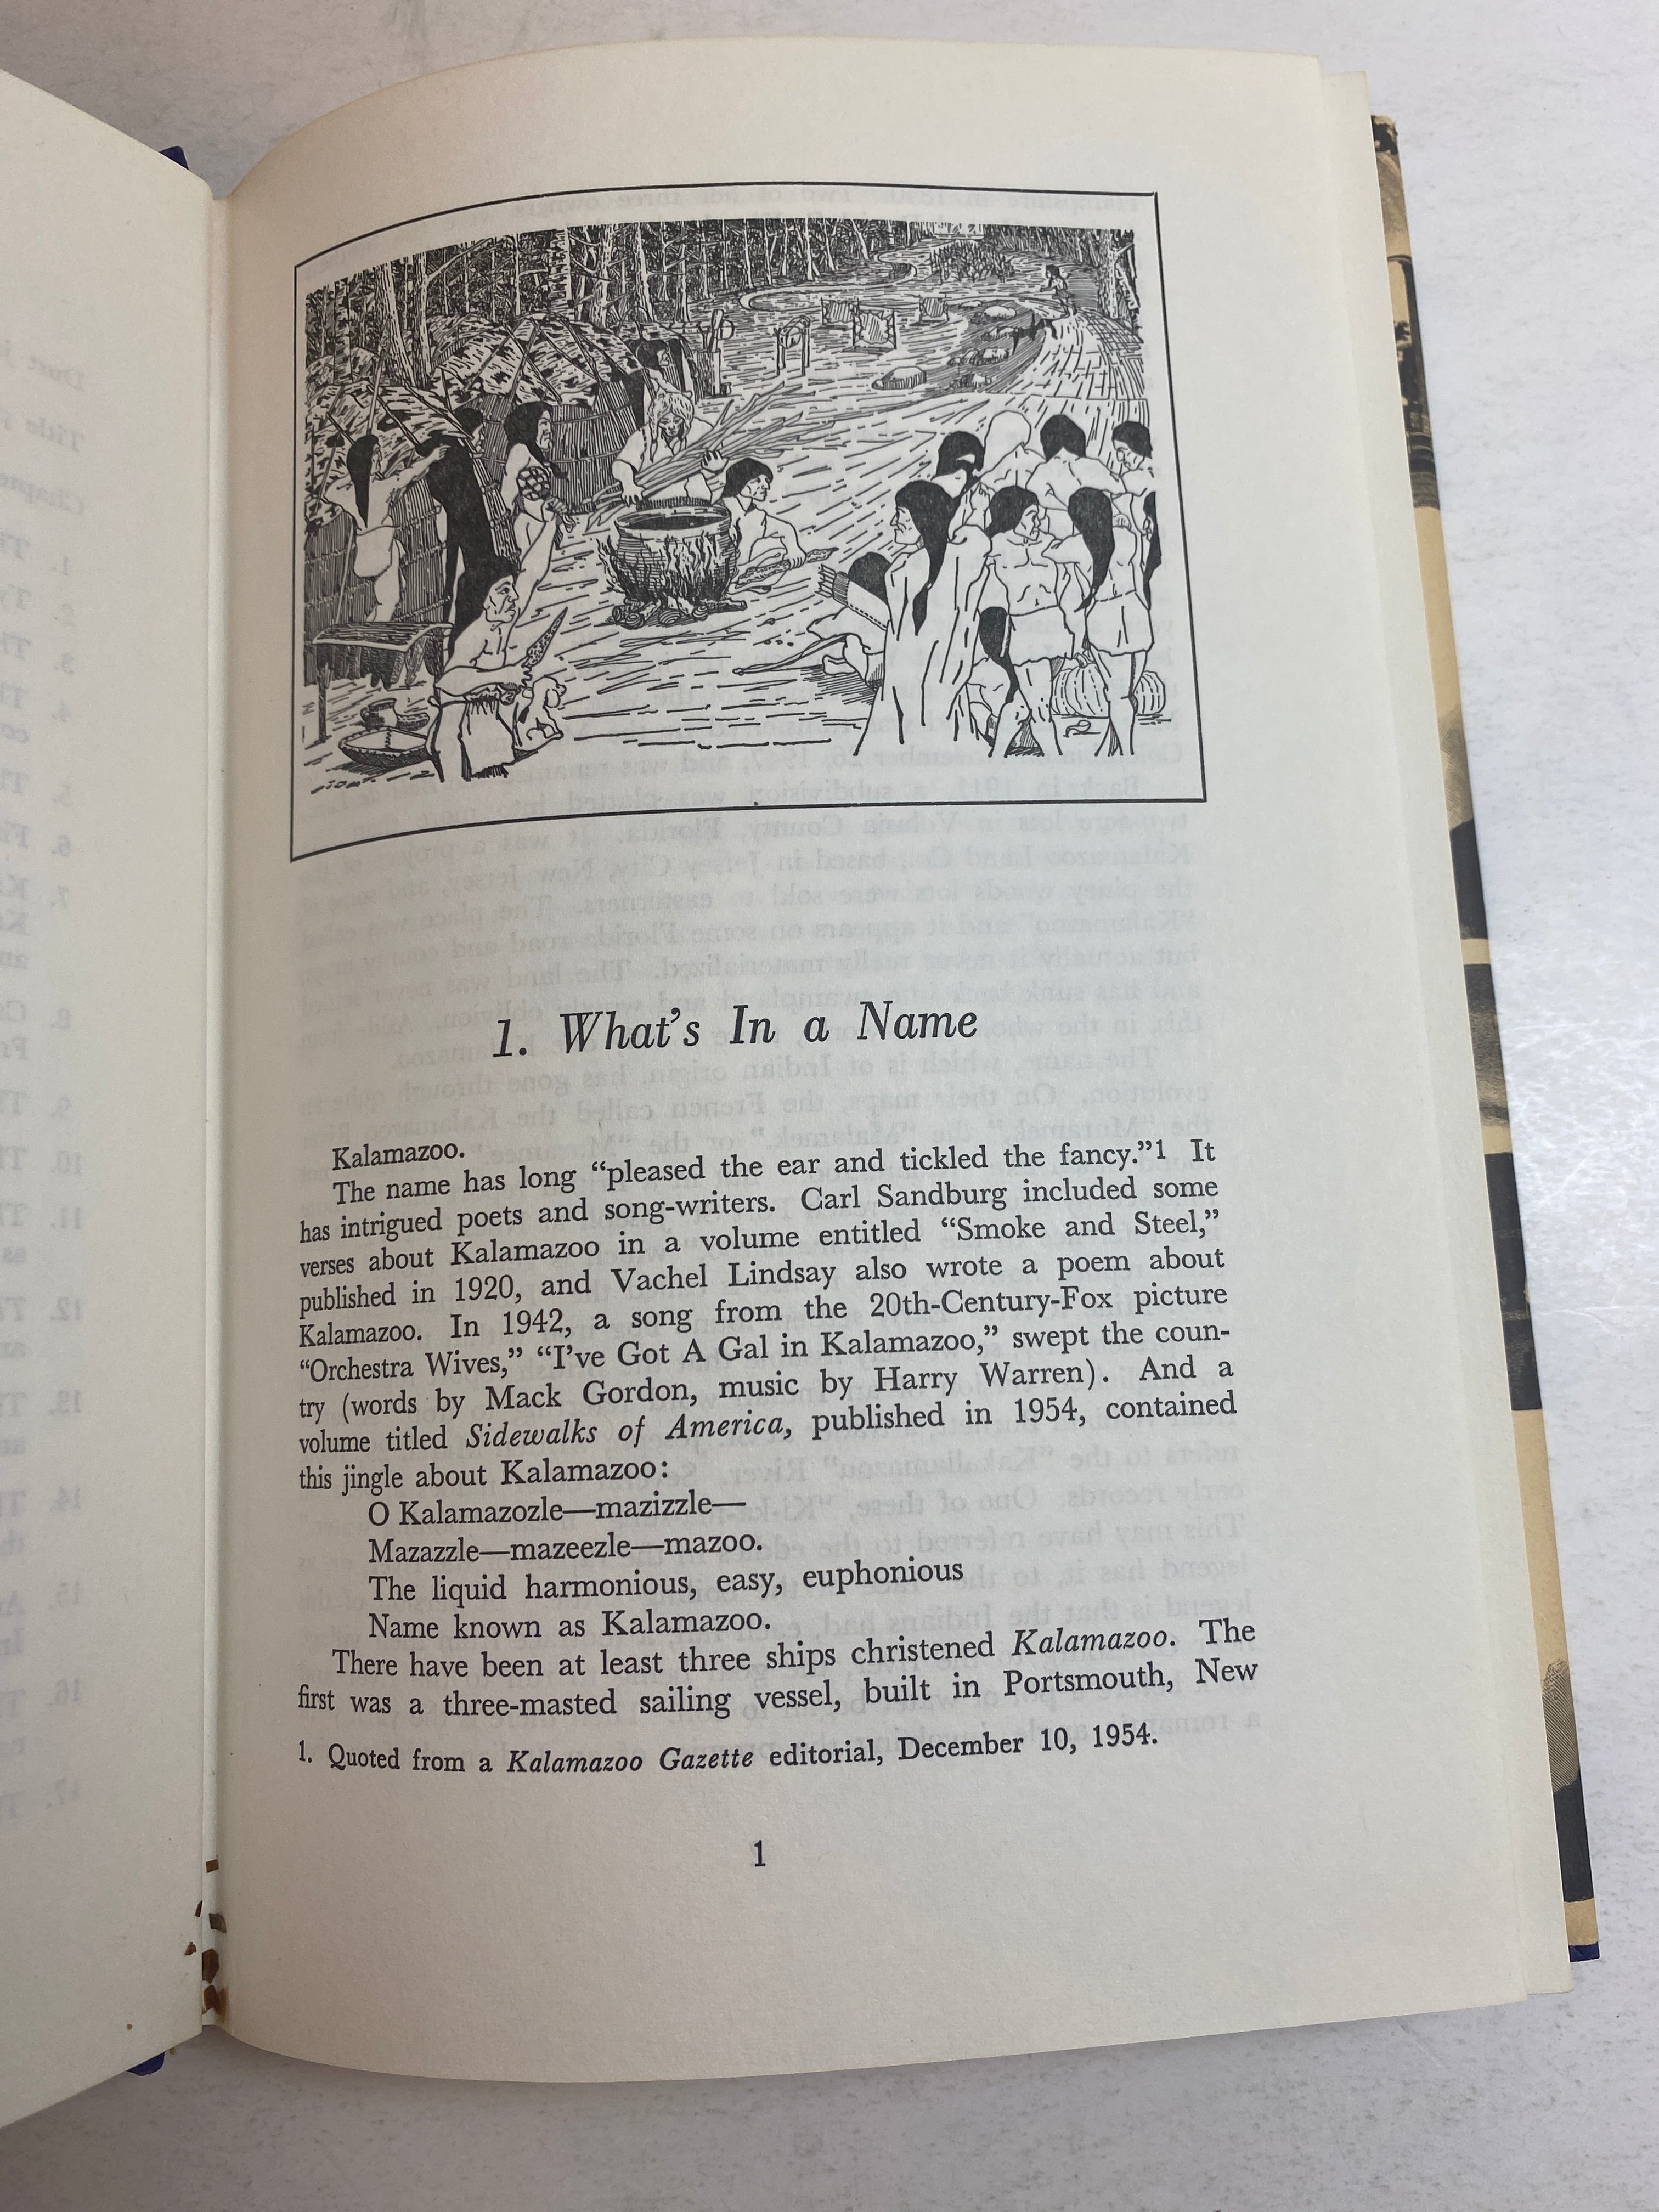 1. What's In a Name
Kalamazoo.
The name has long “pleased the ear and tickled the fancy.”1 It
has intrigued poets and song-writers. Carl Sandburg included some
verses about Kalamazoo in a volume entitled “Smoke and Steel,”
published in 1920, and Vachel Lindsay also wrote a poem about
Kalamazoo. In 1942, a song from the 20th-Century-Fox picture
“Orchestra Wives,” “I’ve Got A Gal in Kalamazoo,” swept the coun-
try (words by Mack Gordon, music by Harry Warren). And a
volume titled Sidewalks of America, published in 1954, contained
this jingle about Kalamazoo:
O Kalamazozle—mazizzle—
Mazazzle—mazeezle—mazoo.
The liquid harmonious, easy, euphonious
Name known as Kalamazoo.
There have been at least three ships christened Kalamazoo. The
first was a three-masted sailing vessel, built in Portsmouth, New
1. Quoted from a Kalamazoo Gazette editorial, December 10, 1954.
1